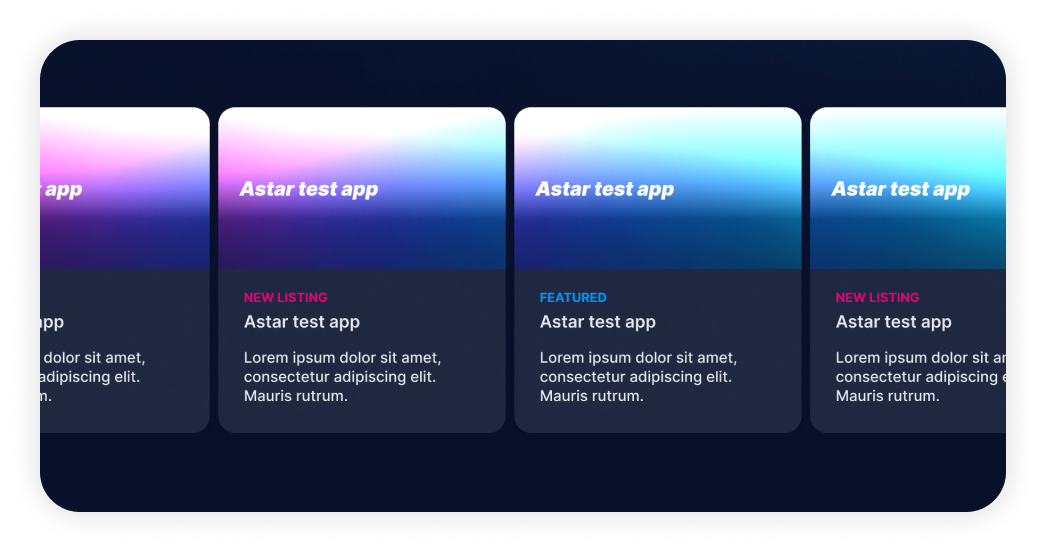 app
Astar test app
Astar test app
Astar test app
dolor sit amet,
adipiscing elit.
NEW LISTING
Astar test app
Lorem ipsum dolor sit amet,
consectetur adipiscing elit.
Mauris rutrum.
FEATURED
Astar test app
Lorem ipsum dolor sit amet,
consectetur adipiscing elit.
Mauris rutrum.
NEW LISTING
Astar test app
Lorem ipsum dolor sit
consectetur adipiscing
Mauris rutrum.